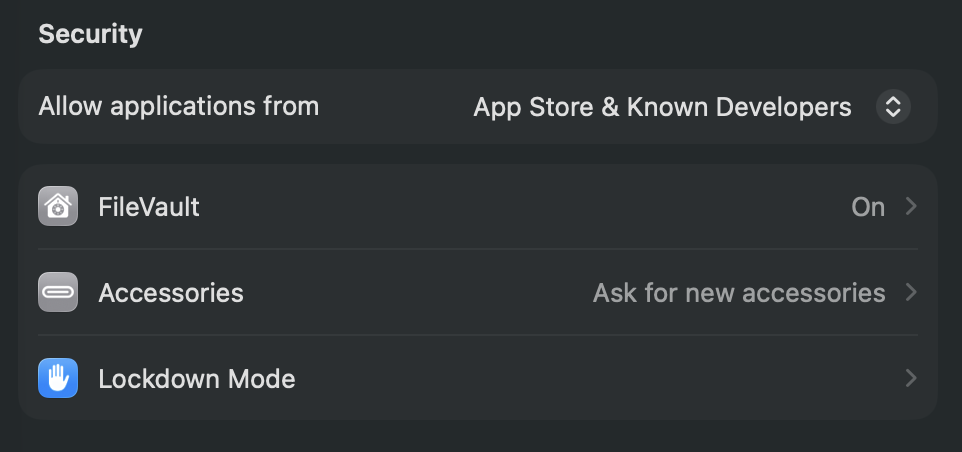 Security
Allow applications from App Store & Known Developers
FileVault On
Accessories Ask for new accessories
Lockdown Mode